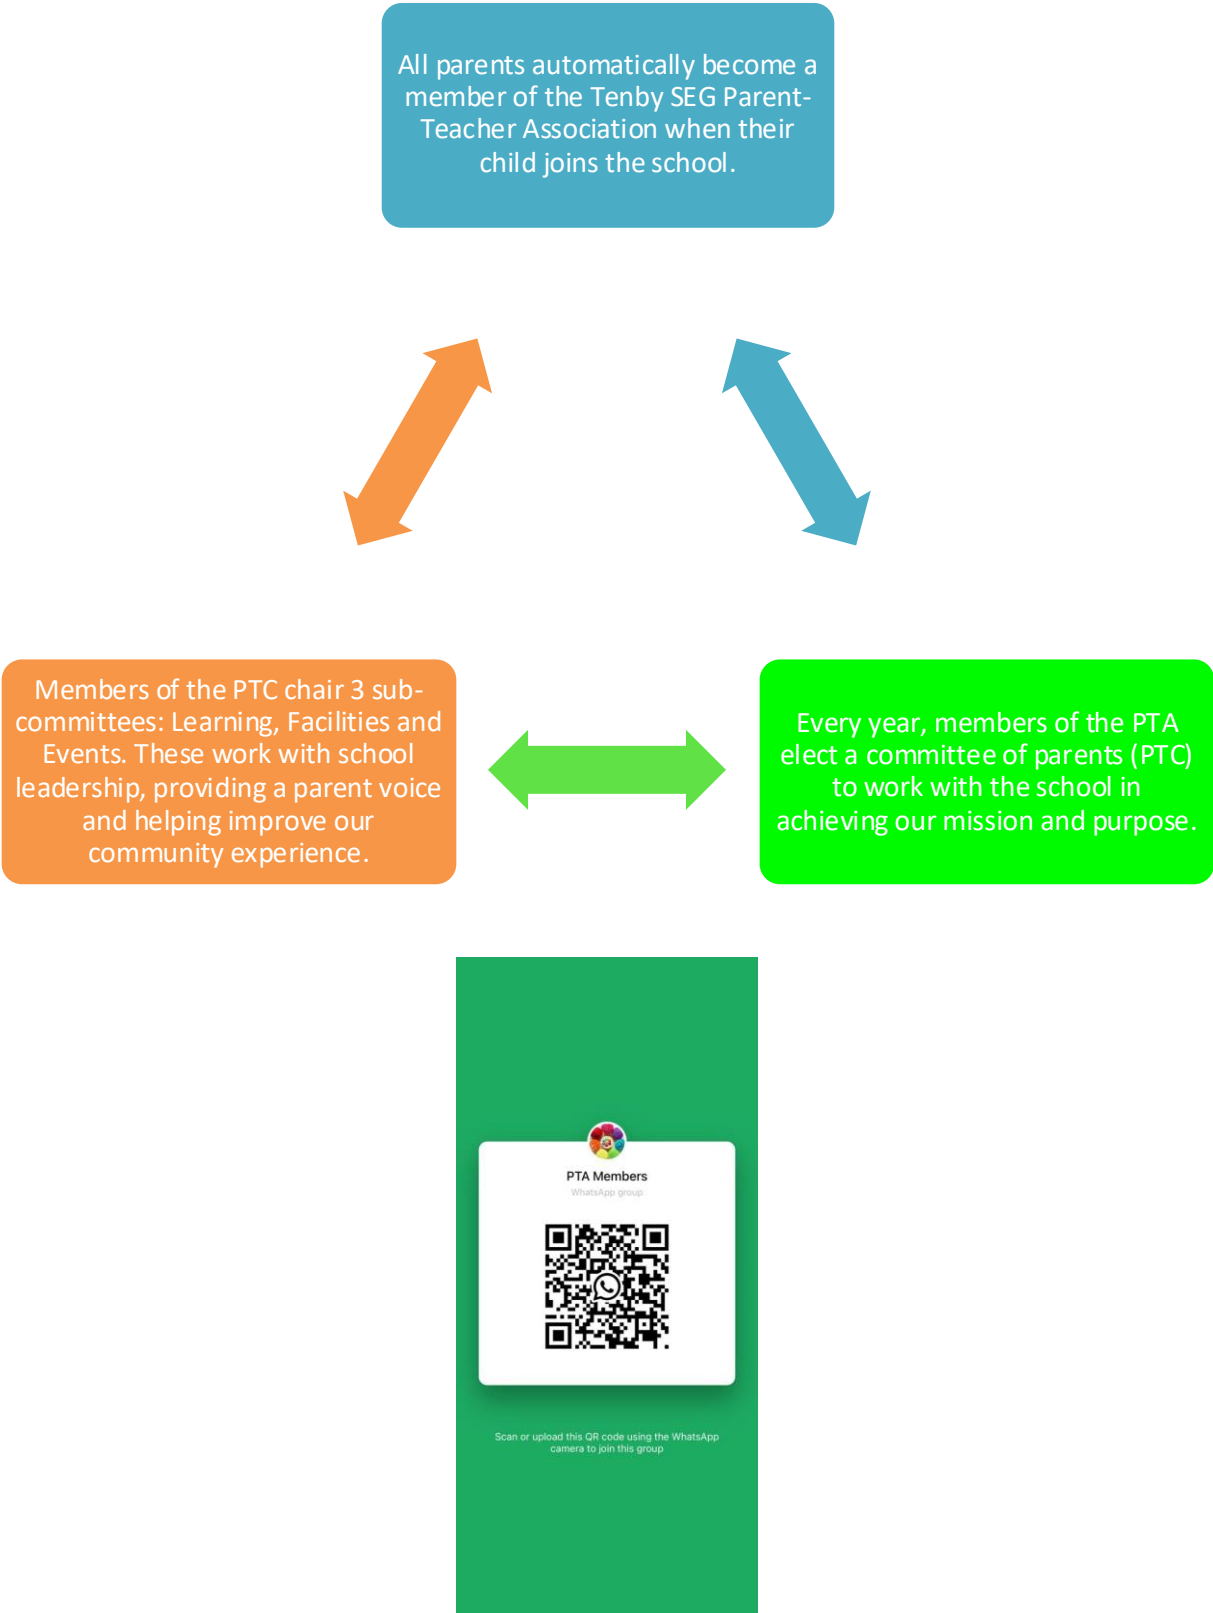 All parents automatically become a
member of the Tenby SEG Parent-
Teacher Association when their
child joins the school.
Members of the PTC chair 3 sub-
committees: Learning, Facilities and
Events. These work with school
leadership, providing a parent voice
and helping improve our
community experience.
Every year, members of the PTA
elect a committee of parents (PTC)
to work with the school in
achieving our mission and purpose.
PTA Members
WhatsApp group
Scan or upload this QR code using the WhatsApp
camera to join this group